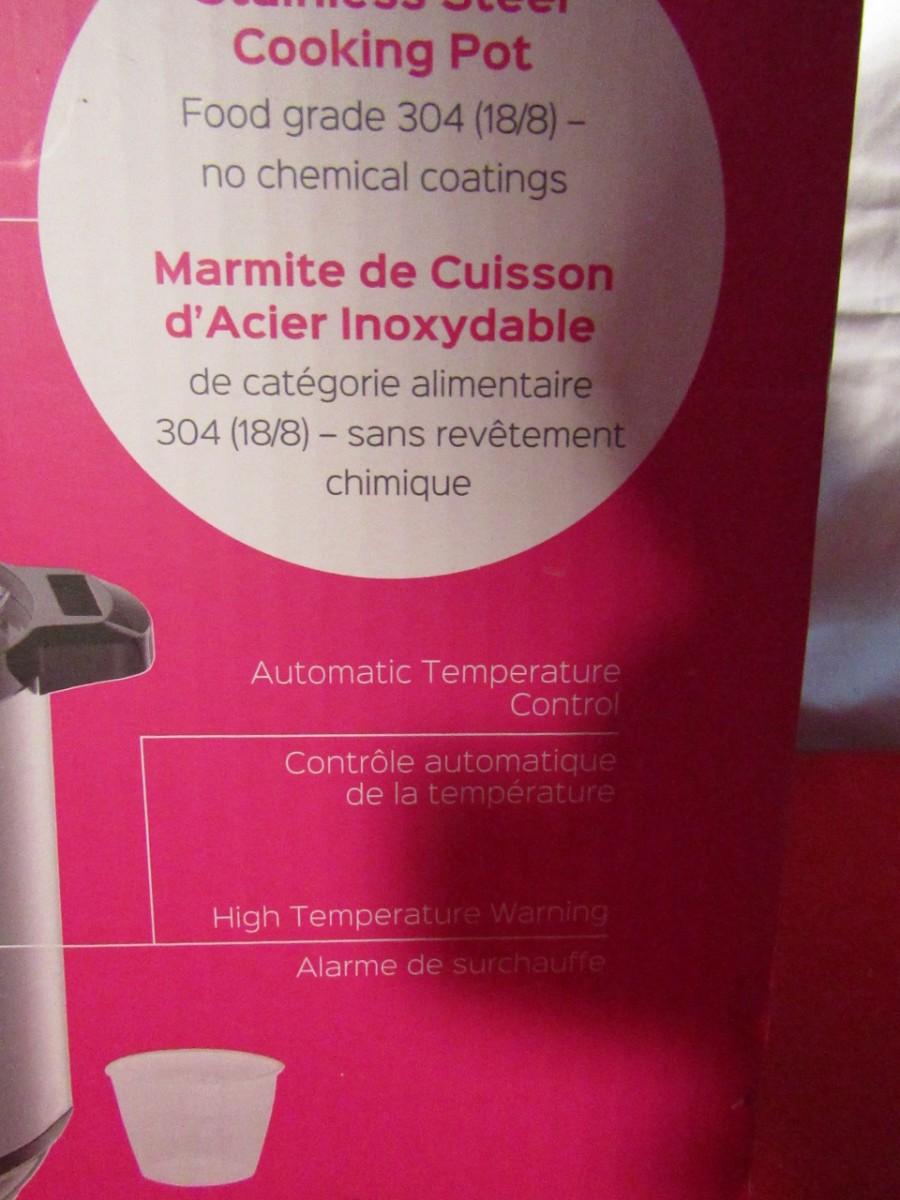 Stainless Steel
Cooking Pot
Food grade 304 (18/8) –
no chemical coatings
Marmite de Cuisson
d'Acier Inoxydable
de catégorie alimentaire
304 (18/8) – sans revêtement
chimique
Automatic Temperature
Control
Contrôle automatique
de la température
High Temperature Warning
Alarme de surchauffe